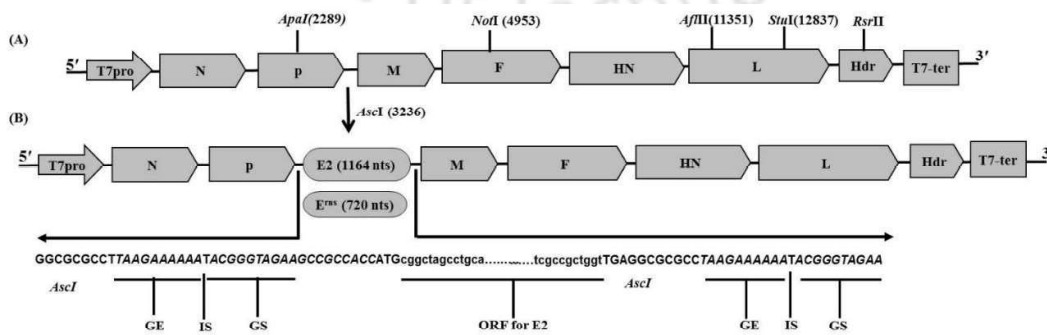 ApaI(2289) NotI (4953) AflII(11351) StuI(12837) RsrII
(A)
5′ T7pro N p M F HN L Hdr T7-ter 3′
AscI (3236)
(B)
5′ T7pro N p E2 (1164 nts) M F HN L Hdr T7-ter 3′
Erns (720 nts)
GGCGCGCCTTAAGAAAAAATACGGGTAGAAGCCGCCACCATGcggctagcctgca..............tcgccgctggtTGAGGCGCGCCTAAGAAAAAATACGGGTAGAA
AscI AscI
GE IS GS ORF for E2 GE IS GS